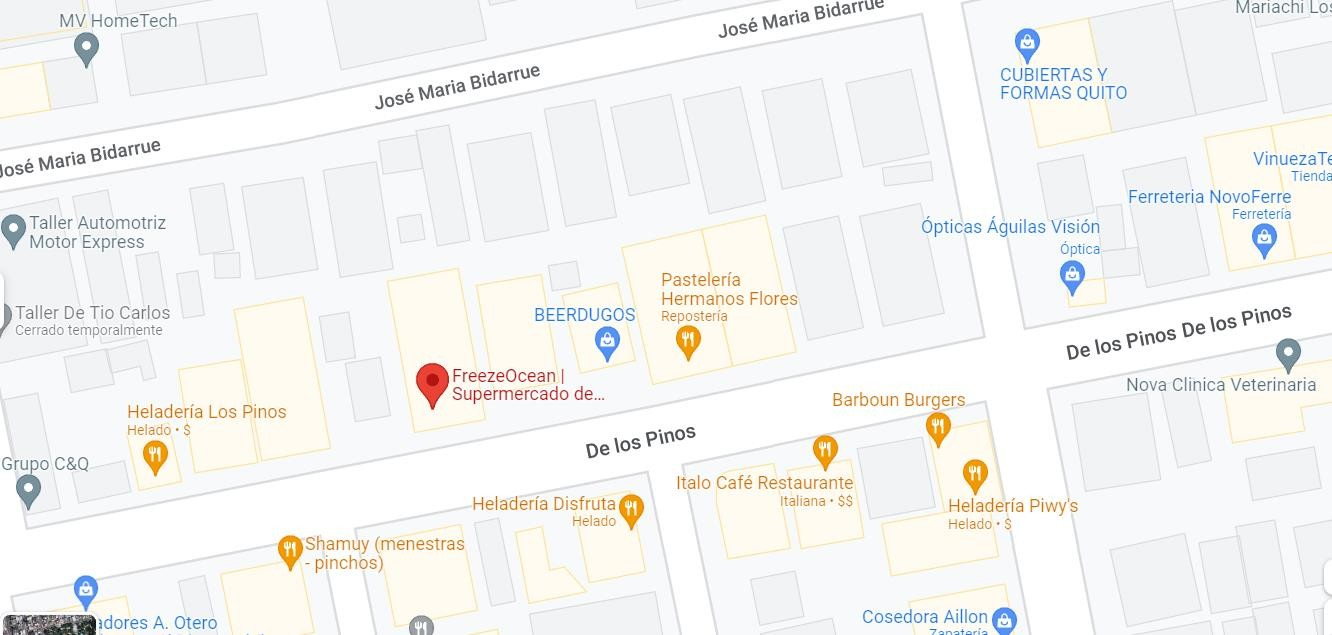 MV HomeTech
José Maria Bidarrue
José Maria Bidarrue
José Maria Bidarrue
Mariachi Los
CUBIERTAS Y
FORMAS QUITO
VinuezaTe
Tienda
Ferreteria NovoFerre
Ferretería
Ópticas Águilas Visión
Óptica
Taller Automotriz
Motor Express
Taller De Tio Carlos
Cerrado temporalmente
Pastelería
Hermanos Flores
Repostería
BEERDUGOS
De los Pinos De los Pinos
FreezeOcean |
Supermercado de...
Nova Clinica Veterinaria
Heladería Los Pinos
Helado • $
Barboun Burgers
De los Pinos
Grupo C&Q
Italo Café Restaurante
Italiana • $$
Heladería Disfruta
Helado
Heladería Piwy's
Helado • $
Shamuy (menestras
- pinchos)
adores A. Otero
Cosedora Aillon
Zapatería